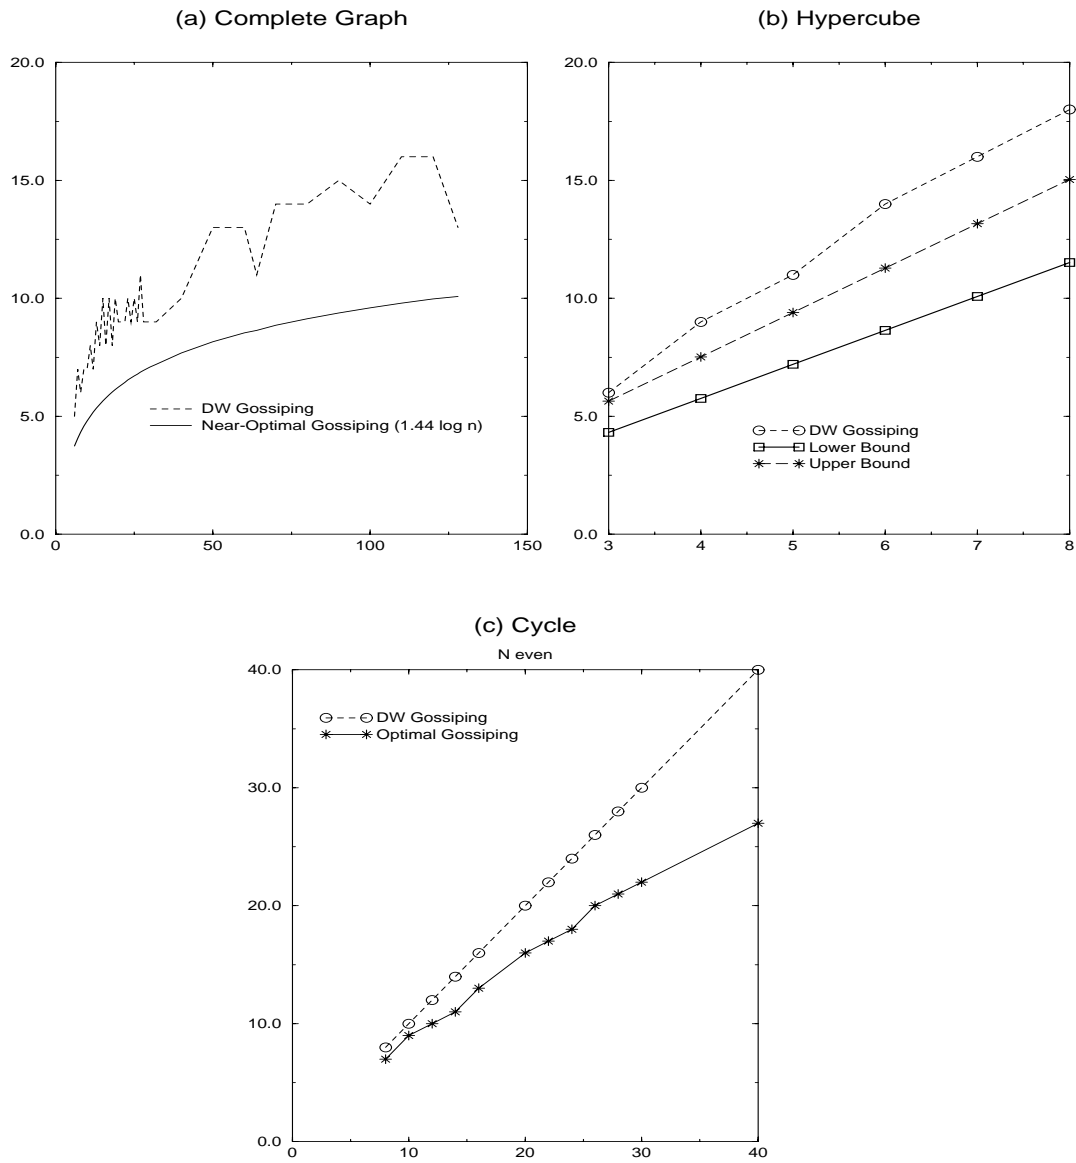 (a) Complete Graph
20.0
15.0
10.0
5.0
0.0
0
50
100
150
DW Gossiping
Near-Optimal Gossiping (1.44 log n)
(b) Hypercube
20.0
15.0
10.0
5.0
0.0
3
4
5
6
7
8
DW Gossiping
Lower Bound
Upper Bound
(c) Cycle
N even
40.0
30.0
20.0
10.0
0.0
0
10
20
30
40
DW Gossiping
Optimal Gossiping